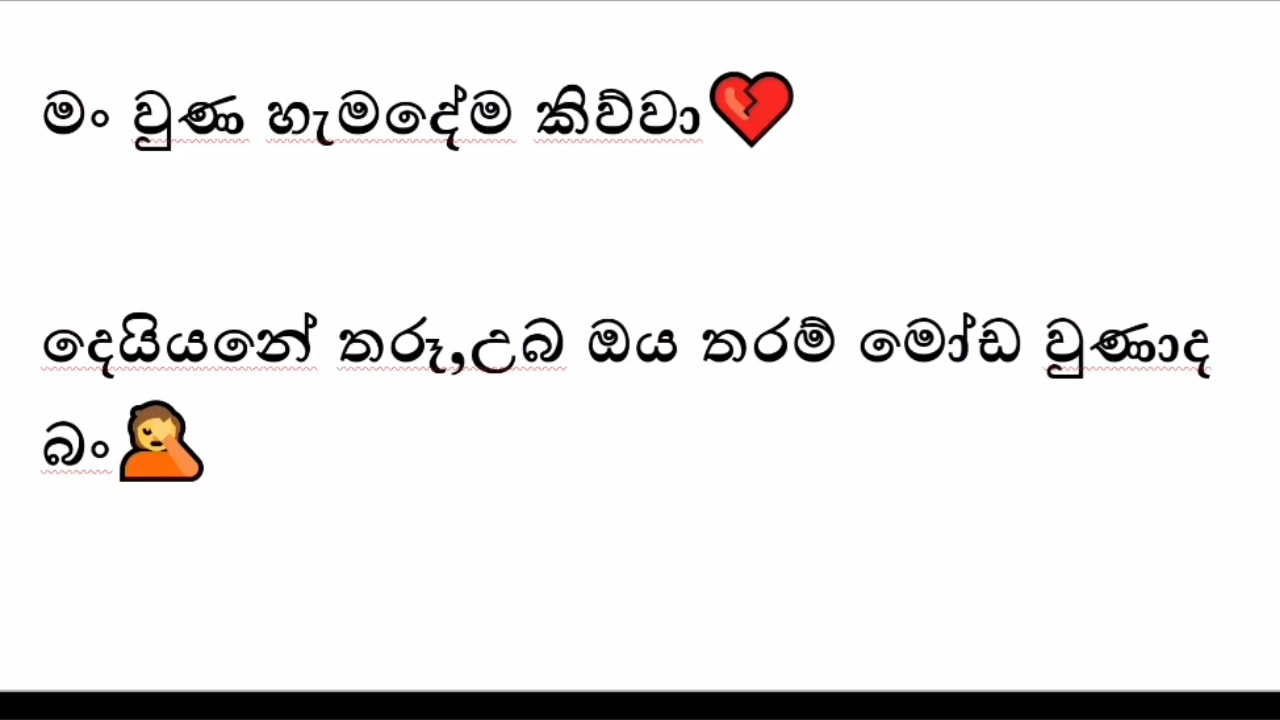 මං වුණ හැමදේම කිව්වා💔
දෙයියනේ තරූ,උබ ඔය තරම් මෝඩ වුණාද
බං🤦